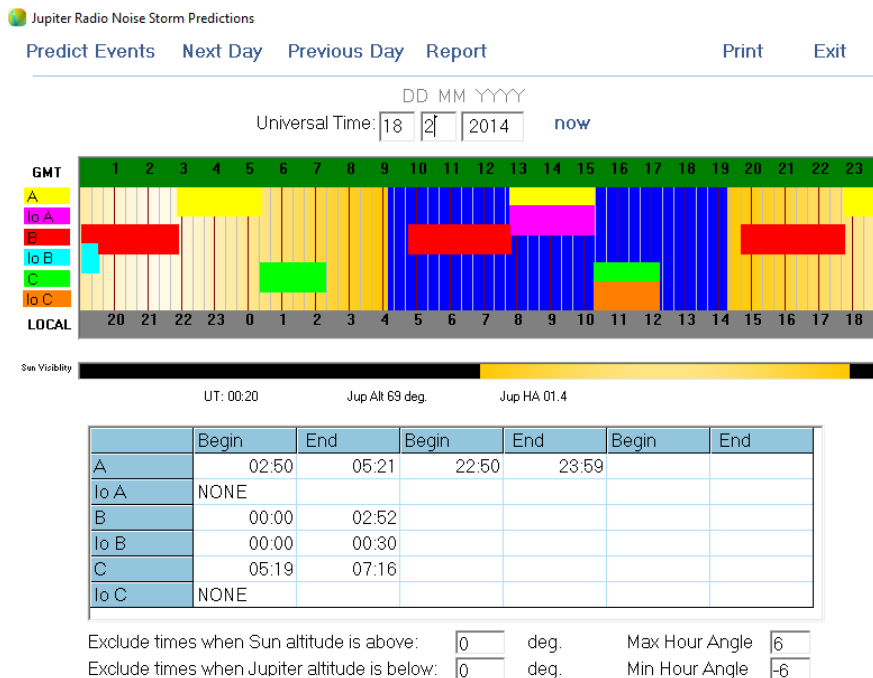 Jupiter Radio Noise Storm Predictions
Predict Events Next Day Previous Day Report Print Exit
DD MM YYYY
Universal Time: 18 2 2014 now
GMT 1 2 3 4 5 6 7 8 9 10 11 12 13 14 15 16 17 18 19 20 21 22 23
A
Io A
B
Io B
C
Io C
LOCAL 20 21 22 23 0 1 2 3 4 5 6 7 8 9 10 11 12 13 14 15 16 17 18
Sun Visiblity
UT: 00:20 Jup Alt 69 deg. Jup HA 01.4
Begin End Begin End Begin End
A 02:50 05:21 22:50 23:59
Io A NONE
B 00:00 02:52
Io B 00:00 00:30
C 05:19 07:16
Io C NONE
Exclude times when Sun altitude is above: 0 deg. Max Hour Angle 6
Exclude times when Jupiter altitude is below: 0 deg. Min Hour Angle -6